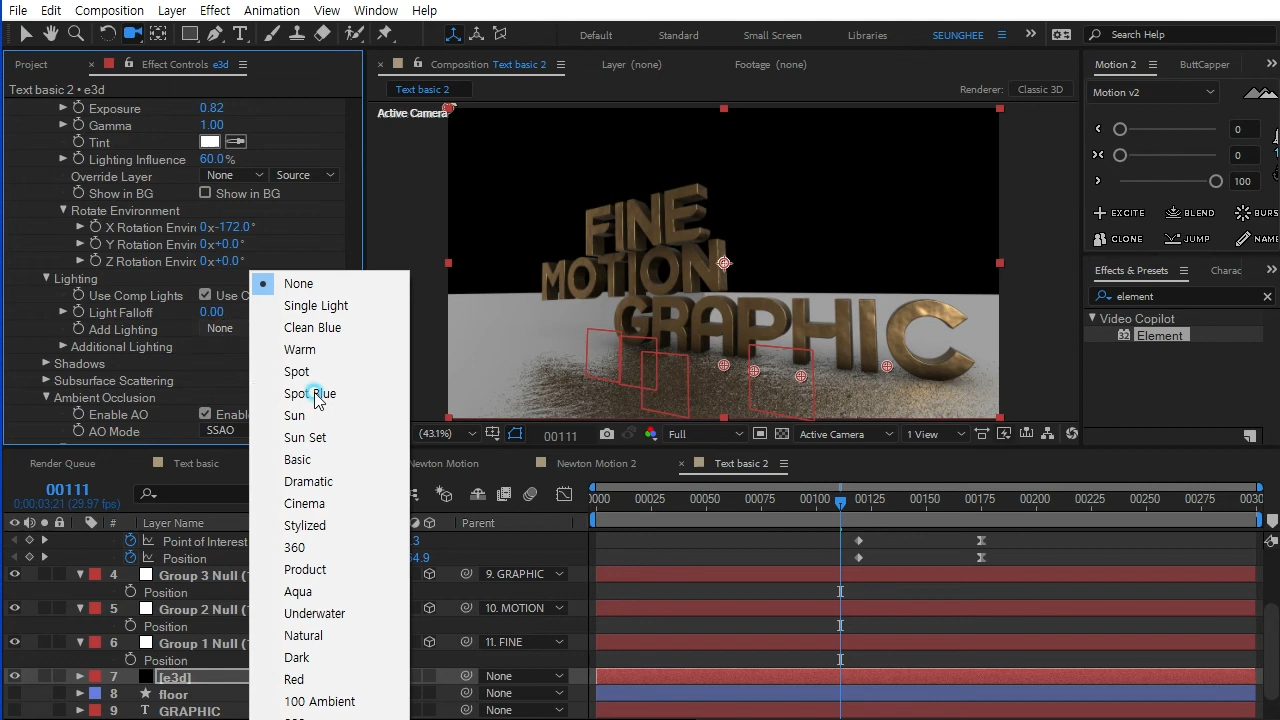 File Edit Composition Layer Effect Animation View Window Help
Default Standard Small Screen Libraries SEUNGHEE Search Help
Project Effect Controls e3d Composition Text basic 2 Layer (none) Footage (none) Motion 2 ButtCapper
Text basic 2 • e3d Text basic 2 Renderer: Classic 3D Motion v2
Exposure 0.82
Active Camera
Gamma 1.00 0
Tint
Lighting Influence 60.0 % 0
Override Layer None Source
Show in BG Show in BG 100
Rotate Environment
X Rotation Envir 0x-172.0° EXCITE BLEND BURS
Y Rotation Envir 0x+0.0° CLONE JUMP NAME
Z Rotation Envir 0x+0.0°
Lighting Effects & Presets Charac
Use Comp Lights Use C element
Light Falloff 0.00 Video Copilot
Add Lighting None 32 Element
Additional Lighting
Shadows
Subsurface Scattering
Ambient Occlusion
Enable AO Enabl
AO Mode SSAO
FINE
MOTION
GRAPHIC
None
Single Light
Clean Blue
Warm
Spot
Spot Blue
Sun
Sun Set
Basic
Dramatic
Cinema
Stylized
360
Product
Aqua
Underwater
Natural
Dark
Red
100 Ambient
(43.1%) 00111 Full Active Camera 1 View
Render Queue Text basic Newton Motion Newton Motion 2 Text basic 2
00111
0:00:03:21 (29.97 fps)
0000 00025 00050 00075 00100 00125 00150 00175 00200 00225 00250 00275 0030
# Layer Name Parent
Point of Interest
Position
4 Group 3 Null ( 9. GRAPHIC
Position
5 Group 2 Null ( 10. MOTION
Position
6 Group 1 Null ( 11. FINE
Position
7 [e3d] None
8 floor None
9 T GRAPHIC None